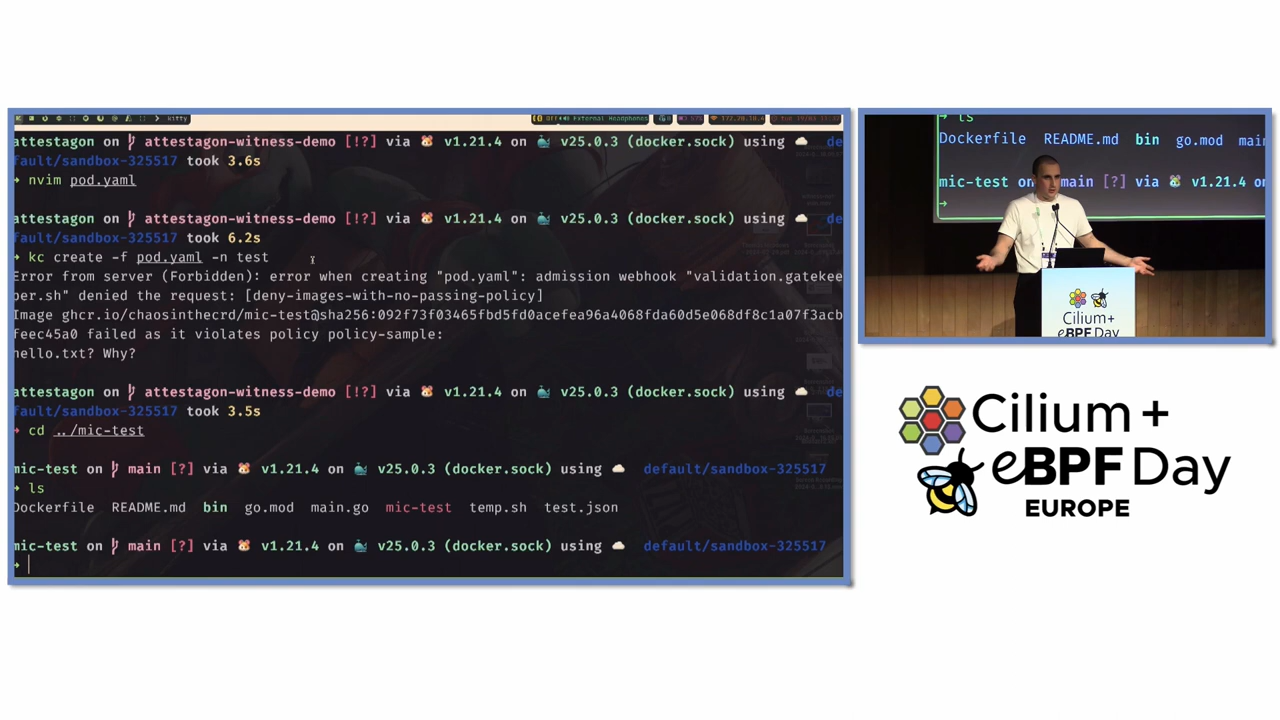 kitty
External Headphones
attestagon on attestagon-witness-demo [!?] via v1.21.4 on v25.0.3 (docker.sock) using de
fault/sandbox-325517 took 3.6s
nvim pod.yaml
attestagon on attestagon-witness-demo [!?] via v1.21.4 on v25.0.3 (docker.sock) using de
fault/sandbox-325517 took 6.2s
kc create -f pod.yaml -n test
Error from server (Forbidden): error when creating "pod.yaml": admission webhook "validation.gatekee
per.sh" denied the request: [deny-images-with-no-passing-policy]
Image ghcr.io/chaosinthecrd/mic-test@sha256:092f73f03465fbd5fd0acefea96a4068fda60d5e068df8c1a07f3acb
feec45a0 failed as it violates policy policy-sample:
hello.txt? Why?
attestagon on attestagon-witness-demo [!?] via v1.21.4 on v25.0.3 (docker.sock) using de
fault/sandbox-325517 took 3.5s
cd ../mic-test
mic-test on main [?] via v1.21.4 on v25.0.3 (docker.sock) using default/sandbox-325517
ls
Dockerfile README.md bin go.mod main.go mic-test temp.sh test.json
mic-test on main [?] via v1.21.4 on v25.0.3 (docker.sock) using default/sandbox-325517
ls
Dockerfile README.md bin go.mod main
mic-test on main [?] via v1.21.4 on
Cilium+
eBPF Day
Cilium +
eBPF Day
EUROPE